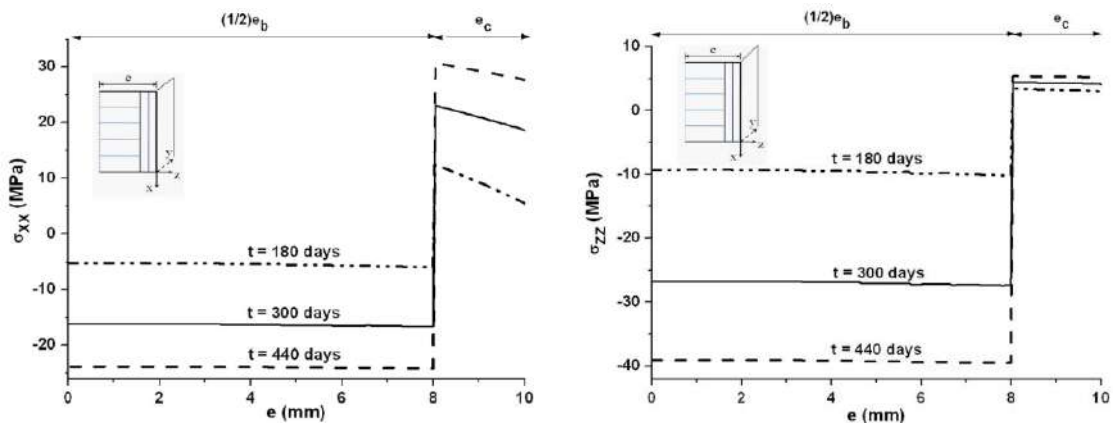 (1/2)e_b e_c
30
20
10
0
-10
-20
σ_XX (MPa)
e
Y
Z
X
t = 180 days
t = 300 days
t = 440 days
0 2 4 6 8 10
e (mm)
(1/2)e_b e_c
10
5
0
-10
-20
-30
-40
σ_ZZ (MPa)
e
Y
Z
X
t = 180 days
t = 300 days
t = 440 days
0 2 4 6 8 10
e (mm)